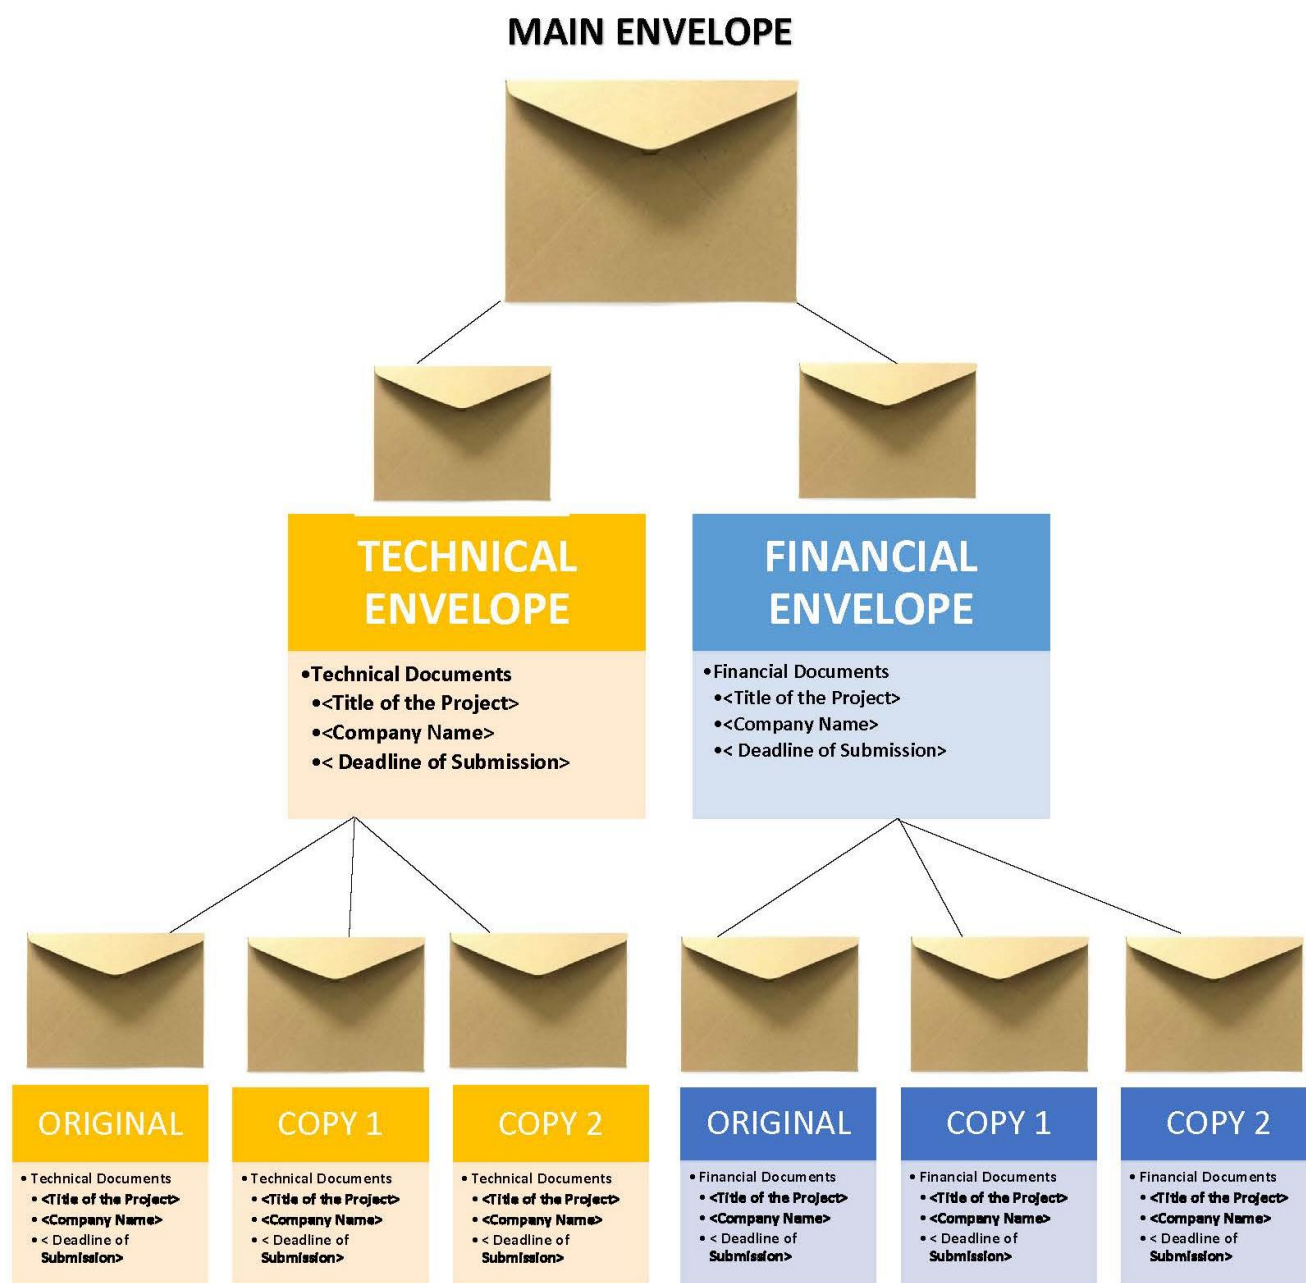 MAIN ENVELOPE
TECHNICAL
ENVELOPE
•Technical Documents
•<Title of the Project>
•<Company Name>
•< Deadline of Submission>
FINANCIAL
ENVELOPE
•Financial Documents
•<Title of the Project>
•<Company Name>
•< Deadline of Submission>
ORIGINAL
• Technical Documents
• <Title of the Project>
• <Company Name>
• < Deadline of
Submission>
COPY 1
• Technical Documents
• <Title of the Project>
• <Company Name>
• < Deadline of
Submission>
COPY 2
• Technical Documents
• <Title of the Project>
• <Company Name>
• < Deadline of
Submission>
ORIGINAL
• Financial Documents
• <Title of the Project>
• <Company Name>
• < Deadline of
Submission>
COPY 1
• Financial Documents
• <Title of the Project>
• <Company Name>
• < Deadline of
Submission>
COPY 2
• Financial Documents
• <Title of the Project>
• <Company Name>
• < Deadline of
Submission>